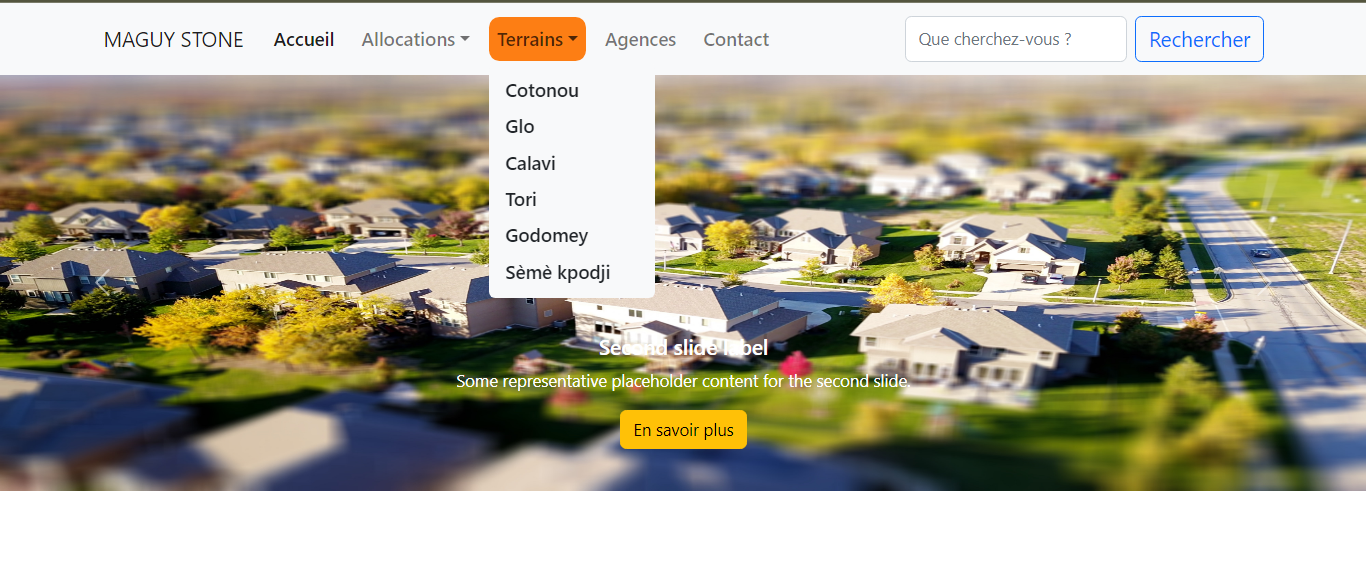 MAGUY STONE Accueil Allocations Terrains Agences Contact Que cherchez-vous ? Rechercher
Cotonou
Glo
Calavi
Tori
Godomey
Sèmè kpodji
Second slide label
Some representative placeholder content for the second slide.
En savoir plus